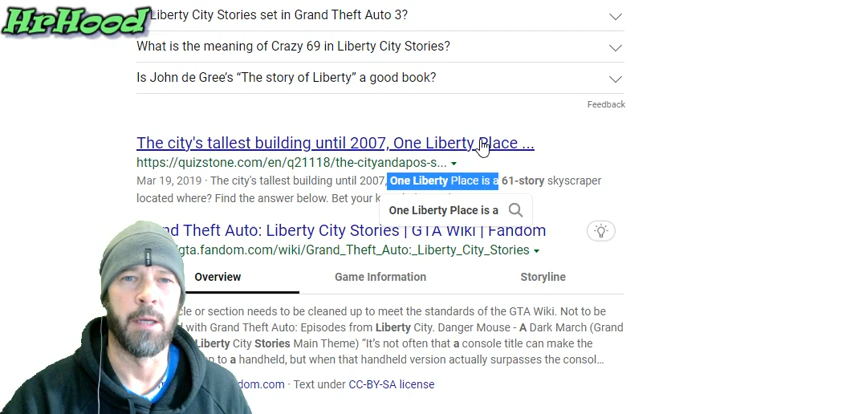 HrHood
Liberty City Stories set in Grand Theft Auto 3?
What is the meaning of Crazy 69 in Liberty City Stories?
Is John de Gree's “The story of Liberty” a good book?
Feedback
The city's tallest building until 2007, One Liberty Place ...
https://quizstone.com/en/q21118/the-cityandapos-s...
Mar 19, 2019 · The city's tallest building until 2007, One Liberty Place is a 61-story skyscraper
located where? Find the answer below. Bet your k
One Liberty Place is a
nd Theft Auto: Liberty City Stories | GTA Wiki | Fandom
gta.fandom.com/wiki/Grand_Theft_Auto:_Liberty_City_Stories
Overview Game Information Storyline
cle or section needs to be cleaned up to meet the standards of the GTA Wiki. Not to be
d with Grand Theft Auto: Episodes from Liberty City. Danger Mouse - A Dark March (Grand
Liberty City Stories Main Theme) “It's not often that a console title can make the
up to a handheld, but when that handheld version actually surpasses the consol...
dom.com · Text under CC-BY-SA license